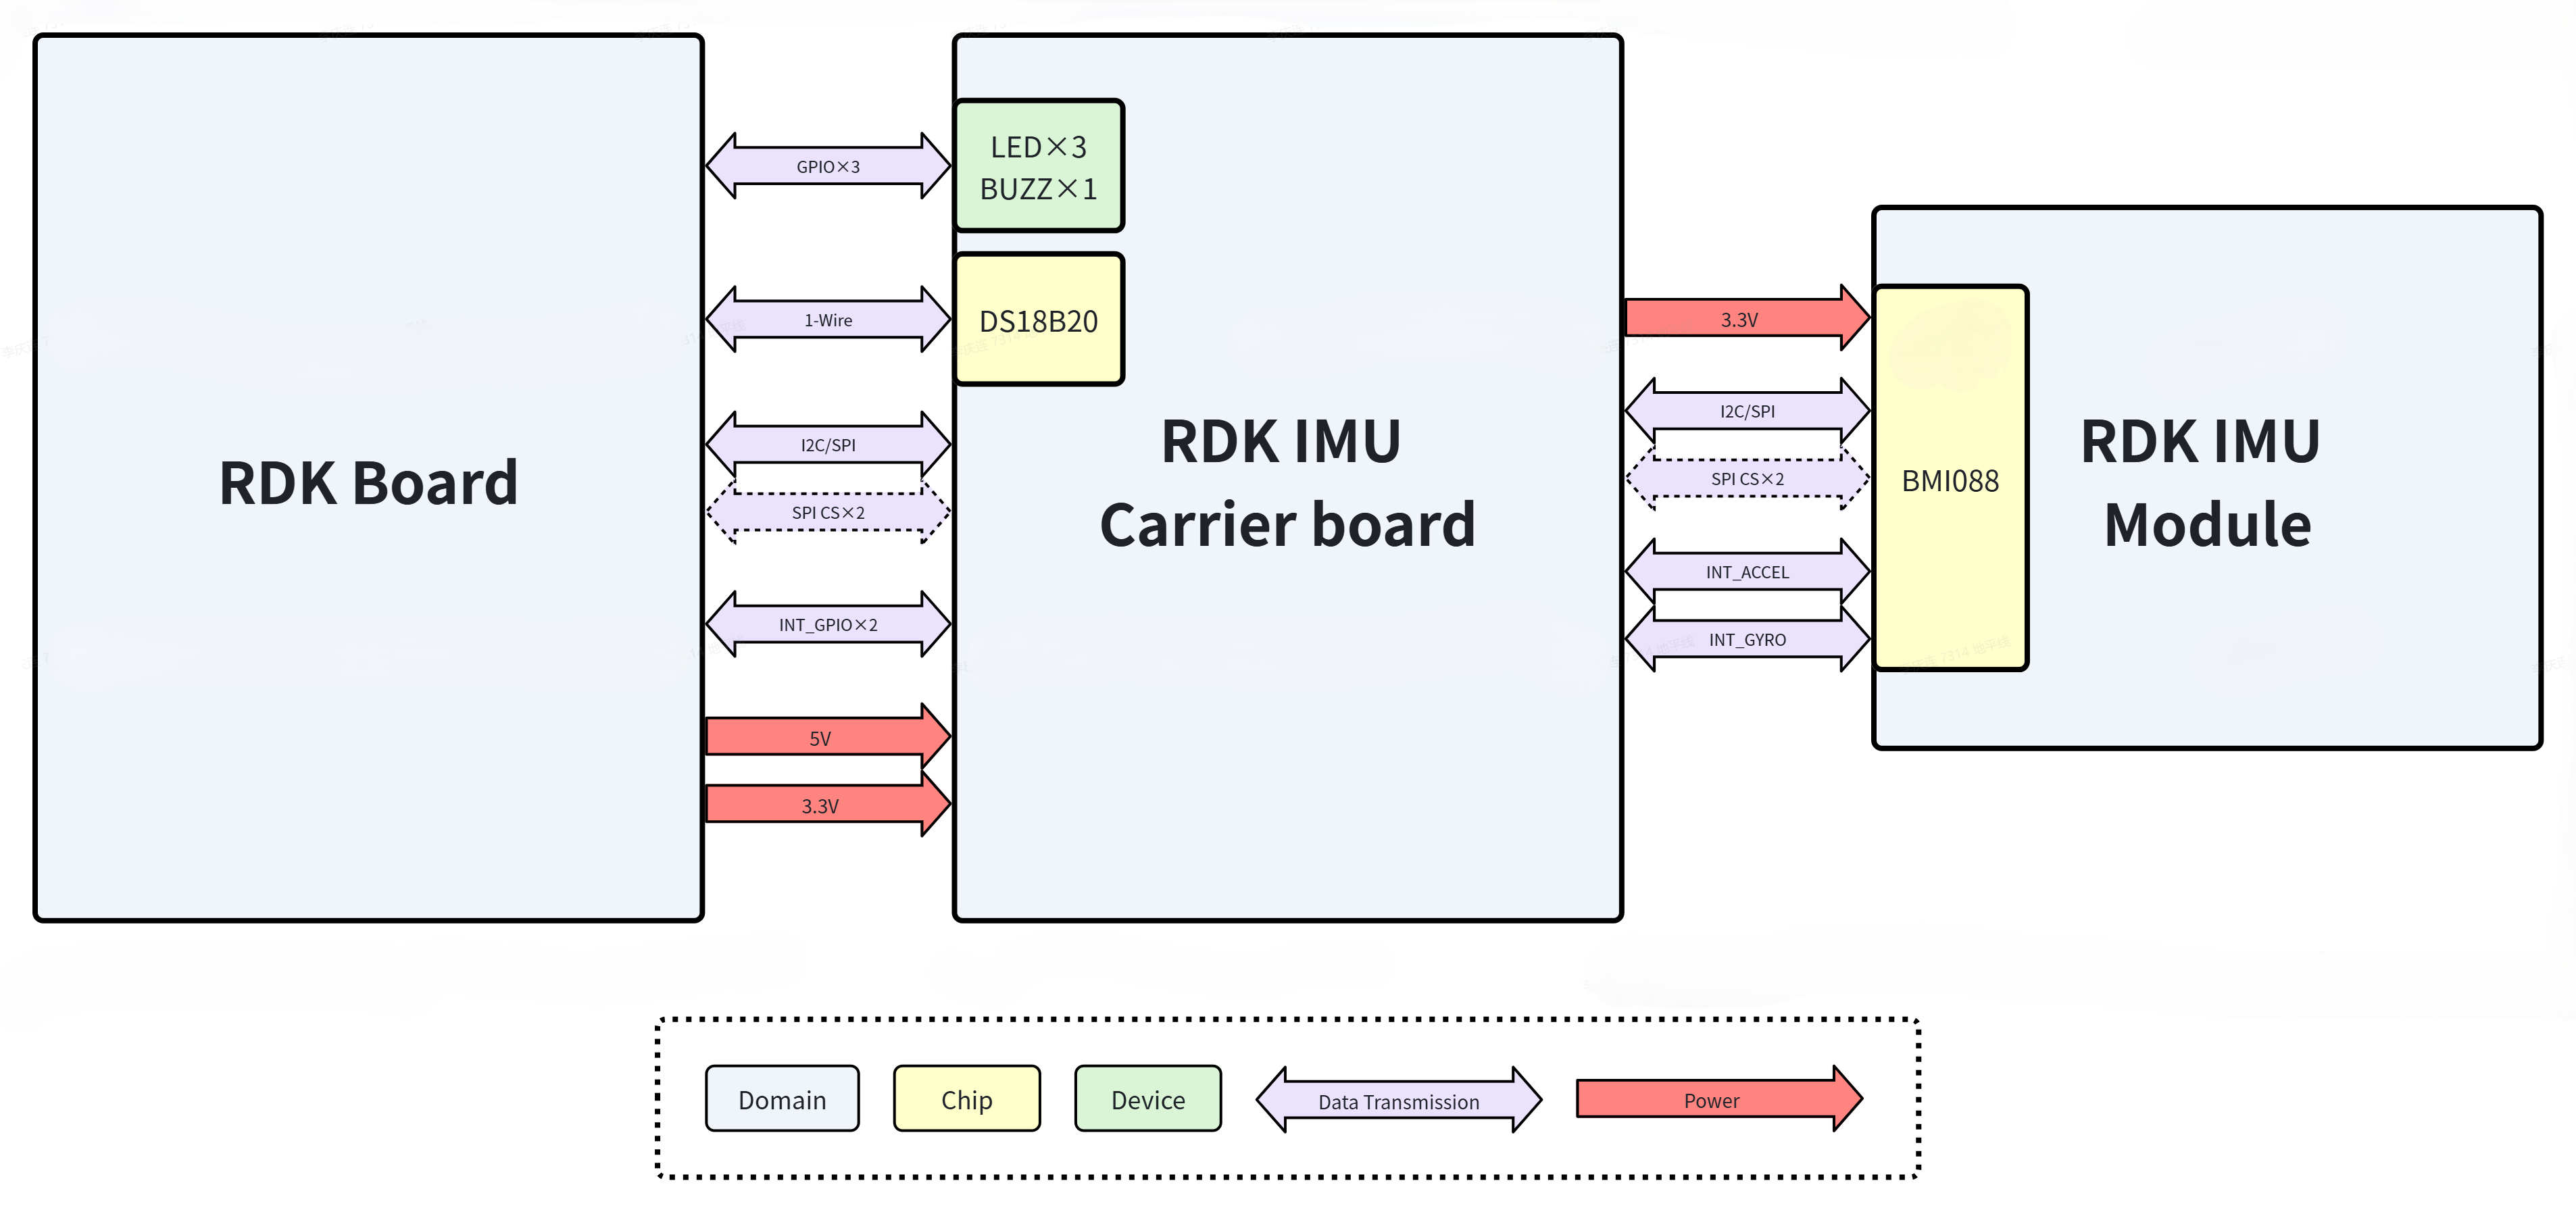 RDK Board
GPIO×3
1-Wire
I2C/SPI
SPI CS×2
INT_GPIO×2
5V
3.3V
LED×3
BUZZ×1
DS18B20
RDK IMU
Carrier board
3.3V
I2C/SPI
SPI CS×2
INT_ACCEL
INT_GYRO
BMI088
RDK IMU
Module
Domain
Chip
Device
Data Transmission
Power